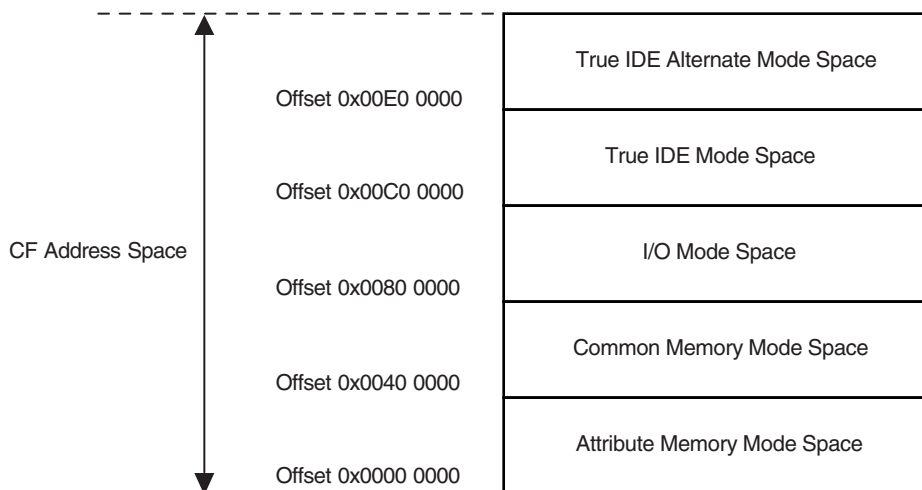 True IDE Alternate Mode Space
Offset 0x00E0 0000
True IDE Mode Space
Offset 0x00C0 0000
CF Address Space
I/O Mode Space
Offset 0x0080 0000
Common Memory Mode Space
Offset 0x0040 0000
Attribute Memory Mode Space
Offset 0x0000 0000